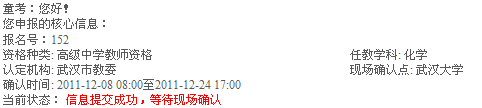 童考：您好！
您申报的核心信息：
报名号：152
资格种类: 高级中学教师资格 任教学科: 化学
认定机构: 武汉市教委 现场确认点: 武汉大学
确认时间: 2011-12-08 08:00至2011-12-24 17:00
当前状态： 信息提交成功，等待现场确认